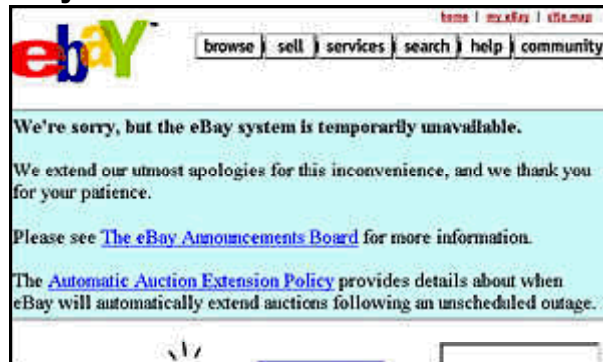 home | my eBay | site map
ebaY
browse sell services search help community
We're sorry, but the eBay system is temporarily unavailable.
We extend our utmost apologies for this inconvenience, and we thank you
for your patience.
Please see The eBay Announcements Board for more information.
The Automatic Auction Extension Policy provides details about when
eBay will automatically extend auctions following an unscheduled outage.